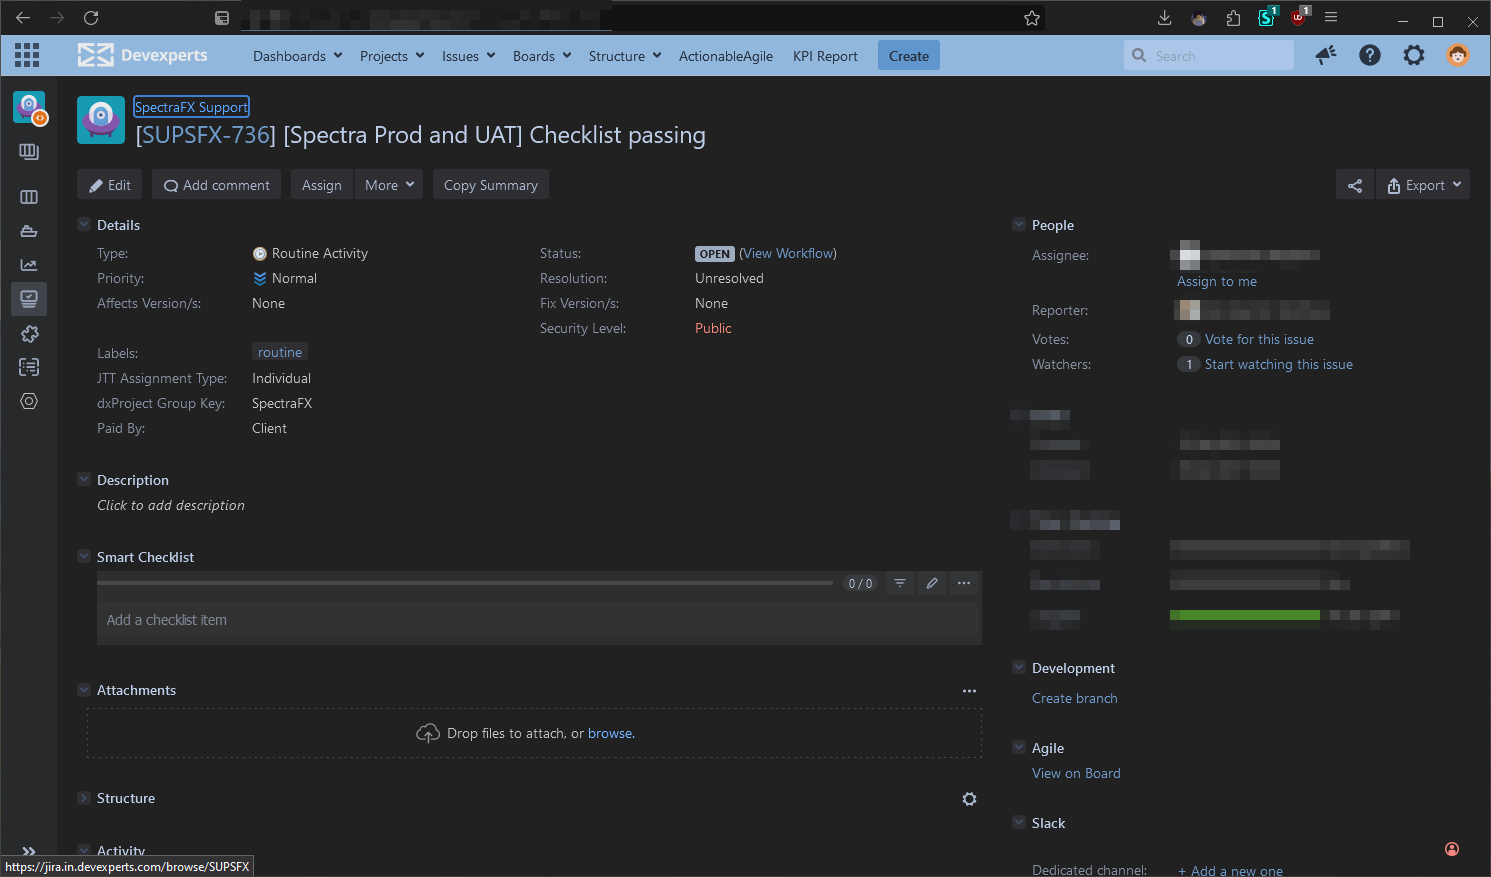 S 1
1
Devexperts
Dashboards Projects Issues Boards Structure ActionableAgile KPI Report Create
Search
SpectraFX Support
[SUPSFX-736] [Spectra Prod and UAT] Checklist passing
Edit Add comment Assign More Copy Summary
Export
Details
Type: Routine Activity
Priority: Normal
Affects Version/s: None
Status: OPEN (View Workflow)
Resolution: Unresolved
Fix Version/s: None
Security Level: Public
Labels: routine
JTT Assignment Type: Individual
dxProject Group Key: SpectraFX
Paid By: Client
Description
Click to add description
Smart Checklist
0 / 0
Add a checklist item
Attachments
Drop files to attach, or browse.
Structure
Activity
People
Assignee:
Assign to me
Reporter:
Votes: 0 Vote for this issue
Watchers: 1 Start watching this issue
Development
Create branch
Agile
View on Board
Slack
Dedicated channel: + Add a new one
https://jira.in.devexperts.com/browse/SUPSFX